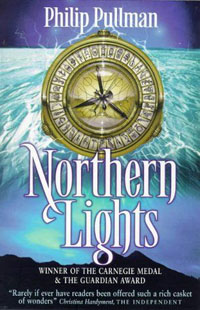 Philip Pullman
Northern
Lights
WINNER OF THE CARNEGIE MEDAL
& THE GUARDIAN AWARD
"Rarely if ever have readers been offered such a rich casket
of wonders" Christina Hardyment, THE INDEPENDENT